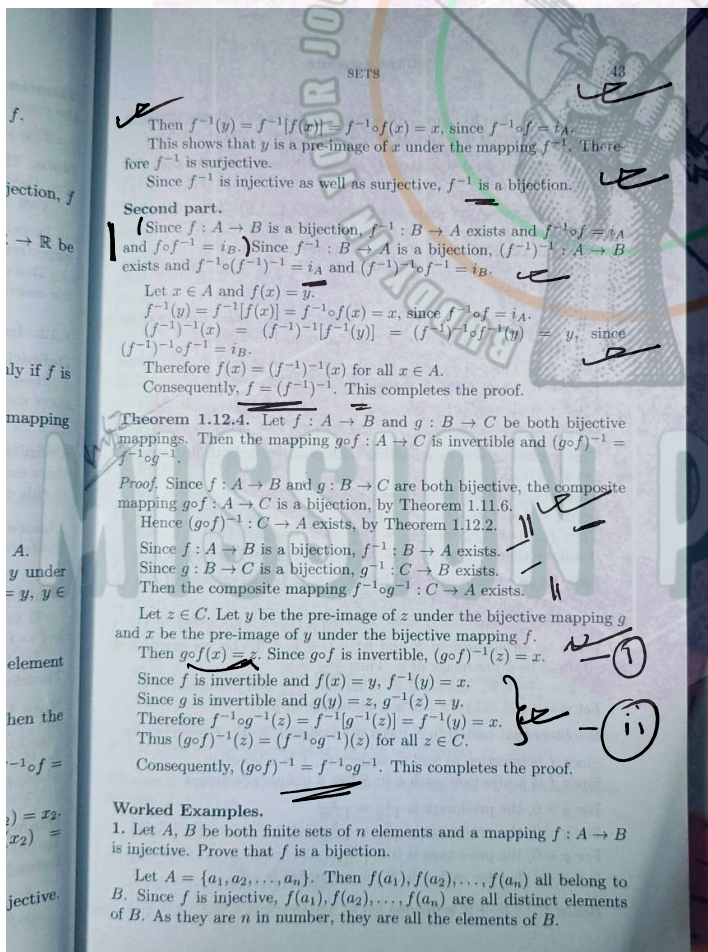 SETS 43
f.
Then f⁻¹(y) = f⁻¹[f(x)] = f⁻¹∘f(x) = x, since f⁻¹∘f = i_A.
This shows that y is a pre-image of x under the mapping f⁻¹. There-
fore f⁻¹ is surjective.
jection, f
Since f⁻¹ is injective as well as surjective, f⁻¹ is a bijection.
Second part.
Since f : A → B is a bijection, f⁻¹ : B → A exists and f⁻¹∘f = i_A
→ ℝ be
and f∘f⁻¹ = i_B. Since f⁻¹ : B → A is a bijection, (f⁻¹)⁻¹ : A → B
exists and f⁻¹∘(f⁻¹)⁻¹ = i_A and (f⁻¹)⁻¹∘f⁻¹ = i_B.
Let x ∈ A and f(x) = y.
f⁻¹(y) = f⁻¹[f(x)] = f⁻¹∘f(x) = x, since f⁻¹∘f = i_A.
(f⁻¹)⁻¹(x) = (f⁻¹)⁻¹[f⁻¹(y)] = (f⁻¹)⁻¹∘f⁻¹(y) = y, since
(f⁻¹)⁻¹∘f⁻¹ = i_B.
ly if f is
Therefore f(x) = (f⁻¹)⁻¹(x) for all x ∈ A.
Consequently, f = (f⁻¹)⁻¹. This completes the proof.
mapping
Theorem 1.12.4. Let f : A → B and g : B → C be both bijective
mappings. Then the mapping g∘f : A → C is invertible and (g∘f)⁻¹ =
f⁻¹∘g⁻¹.
Proof. Since f : A → B and g : B → C are both bijective, the composite
mapping g∘f : A → C is a bijection, by Theorem 1.11.6.
Hence (g∘f)⁻¹ : C → A exists, by Theorem 1.12.2.
A.
Since f : A → B is a bijection, f⁻¹ : B → A exists.
y under
Since g : B → C is a bijection, g⁻¹ : C → B exists.
= y, y ∈
Then the composite mapping f⁻¹∘g⁻¹ : C → A exists.
Let z ∈ C. Let y be the pre-image of z under the bijective mapping g
and x be the pre-image of y under the bijective mapping f.
element
Then g∘f(x) = z. Since g∘f is invertible, (g∘f)⁻¹(z) = x. – i
Since f is invertible and f(x) = y, f⁻¹(y) = x.
hen the
Since g is invertible and g(y) = z, g⁻¹(z) = y.
Therefore f⁻¹∘g⁻¹(z) = f⁻¹[g⁻¹(z)] = f⁻¹(y) = x. – ii
Thus (g∘f)⁻¹(z) = (f⁻¹∘g⁻¹)(z) for all z ∈ C.
⁻¹∘f =
Consequently, (g∘f)⁻¹ = f⁻¹∘g⁻¹. This completes the proof.
) = x₂.
Worked Examples.
(x₂) =
1. Let A, B be both finite sets of n elements and a mapping f : A → B
is injective. Prove that f is a bijection.
Let A = {a₁, a₂, . . . , aₙ}. Then f(a₁), f(a₂), . . . , f(aₙ) all belong to
jective.
B. Since f is injective, f(a₁), f(a₂), . . . , f(aₙ) are all distinct elements
of B. As they are n in number, they are all the elements of B.
MISSION P